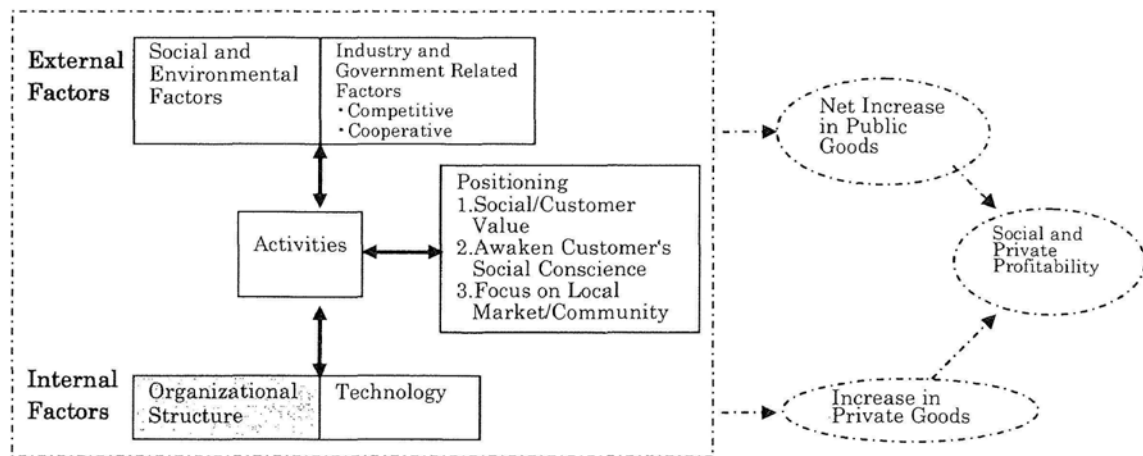 External
Factors
Social and
Environmental
Factors
Industry and
Government Related
Factors
・Competitive
・Cooperative
Activities
Positioning
1.Social/Customer
Value
2.Awaken Customer's
Social Conscience
3.Focus on Local
Market/Community
Internal
Factors
Organizational
Structure
Technology
Net Increase
in Public
Goods
Social and
Private
Profitability
Increase in
Private Goods